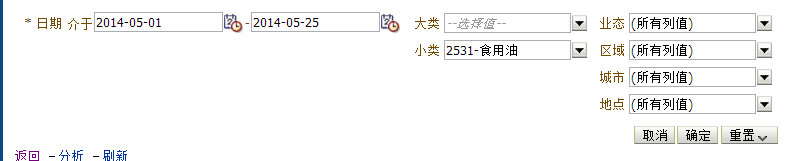 * 日期 介于 2014-05-01 - 2014-05-25 大类 --选择值-- 业态 (所有列值)
小类 2531-食用油 区域 (所有列值)
城市 (所有列值)
地点 (所有列值)
取消 确定 重置
返回 - 分析 - 刷新